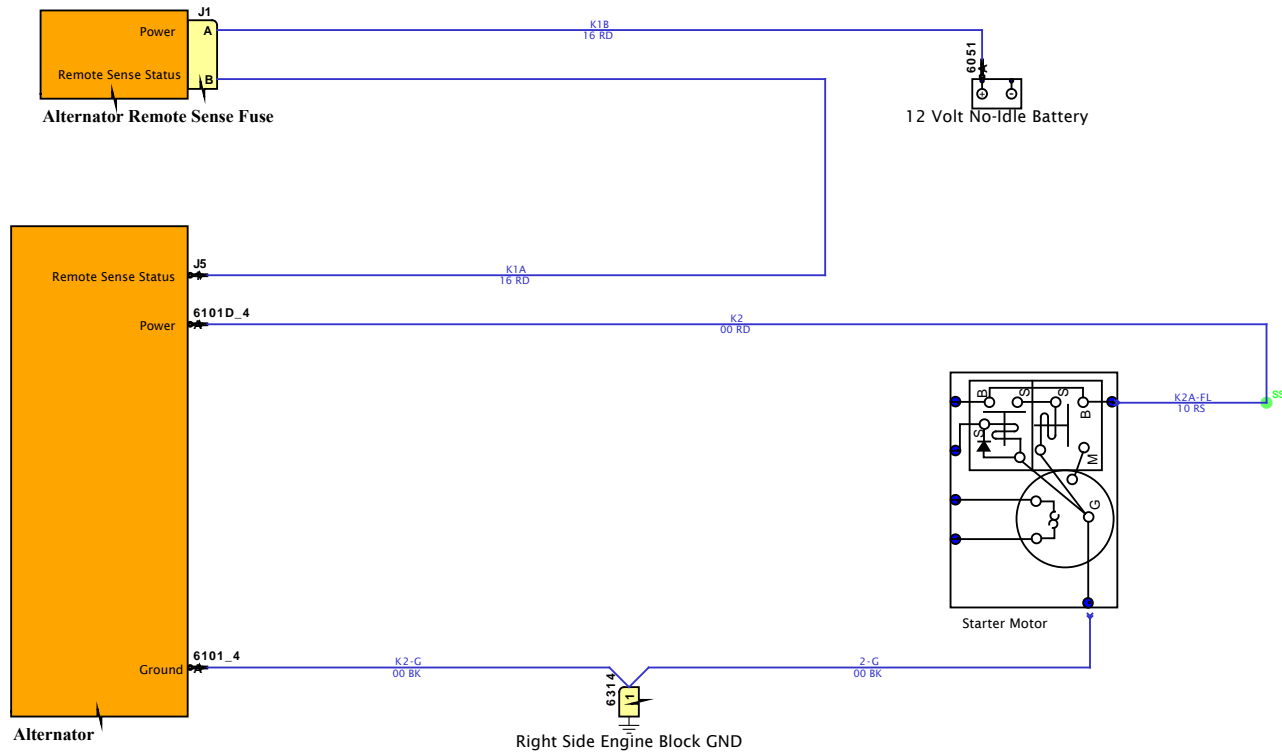 J1
Power
A
K1B
16 RD
6051
A
Remote Sense Status
B
Alternator Remote Sense Fuse
12 Volt No-Idle Battery
J5
Remote Sense Status
A
K1A
16 RD
6101D_4
Power
A
K2
00 RD
B
S
S
B
K2A-FL
10 RS
S
M
G
Starter Motor
6101_4
Ground
A
K2-G
00 BK
2-G
00 BK
6314
1
Alternator
Right Side Engine Block GND